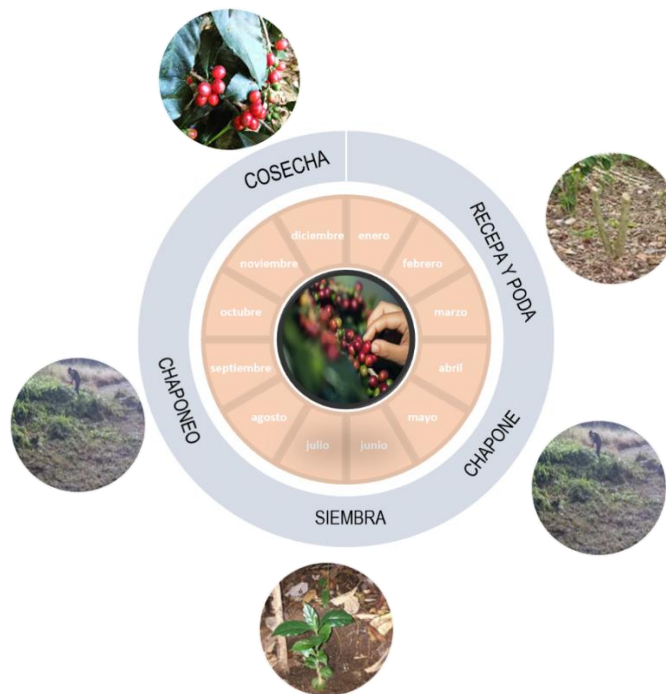 COSECHA
RECEPA Y PODA
CHAPONE
SIEMBRA
CHAPONEO
enero
febrero
marzo
abril
mayo
junio
julio
agosto
septiembre
octubre
noviembre
diciembre